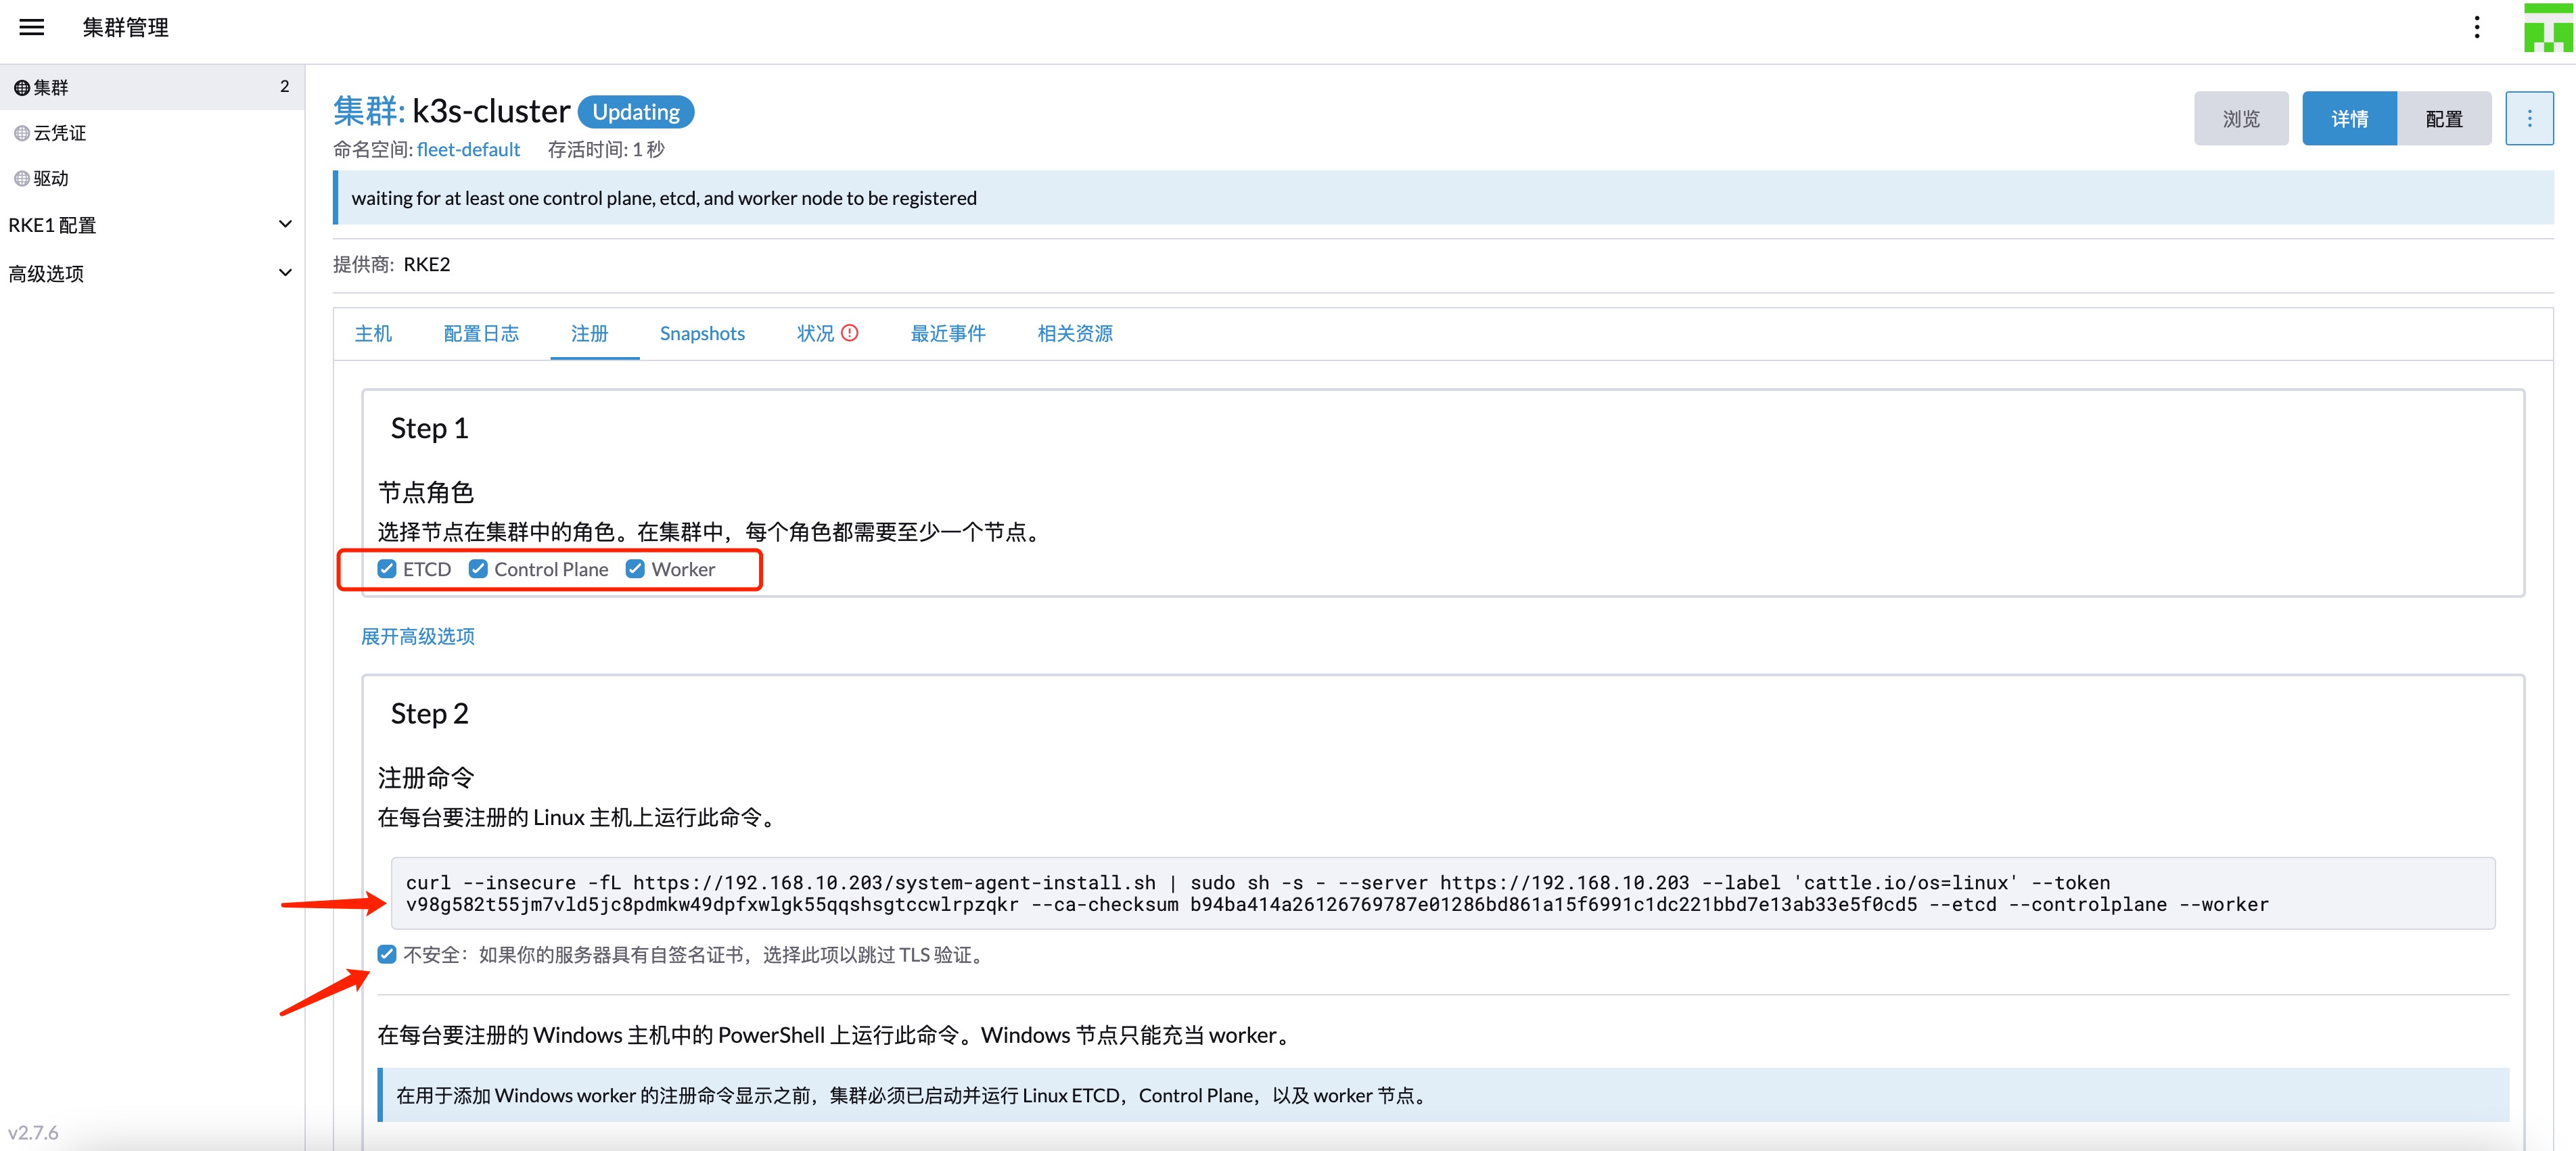 集群管理
集群 2
云凭证
驱动
RKE1 配置
高级选项
v2.7.6
集群: k3s-cluster Updating
命名空间: fleet-default 存活时间: 1 秒
浏览 详情 配置
waiting for at least one control plane, etcd, and worker node to be registered
提供商: RKE2
主机 配置日志 注册 Snapshots 状况 最近事件 相关资源
Step 1
节点角色
选择节点在集群中的角色。在集群中，每个角色都需要至少一个节点。
ETCD Control Plane Worker
展开高级选项
Step 2
注册命令
在每台要注册的 Linux 主机上运行此命令。
curl --insecure -fL https://192.168.10.203/system-agent-install.sh | sudo sh -s - --server https://192.168.10.203 --label 'cattle.io/os=linux' --token
v98g582t55jm7vld5jc8pdmkw49dpfxwlgk55qqshsgtccwlrpzqkr --ca-checksum b94ba414a26126769787e01286bd861a15f6991c1dc221bbd7e13ab33e5f0cd5 --etcd --controlplane --worker
不安全：如果你的服务器具有自签名证书，选择此项以跳过 TLS 验证。
在每台要注册的 Windows 主机中的 PowerShell 上运行此命令。Windows 节点只能充当 worker。
在用于添加 Windows worker 的注册命令显示之前，集群必须已启动并运行 Linux ETCD，Control Plane，以及 worker 节点。